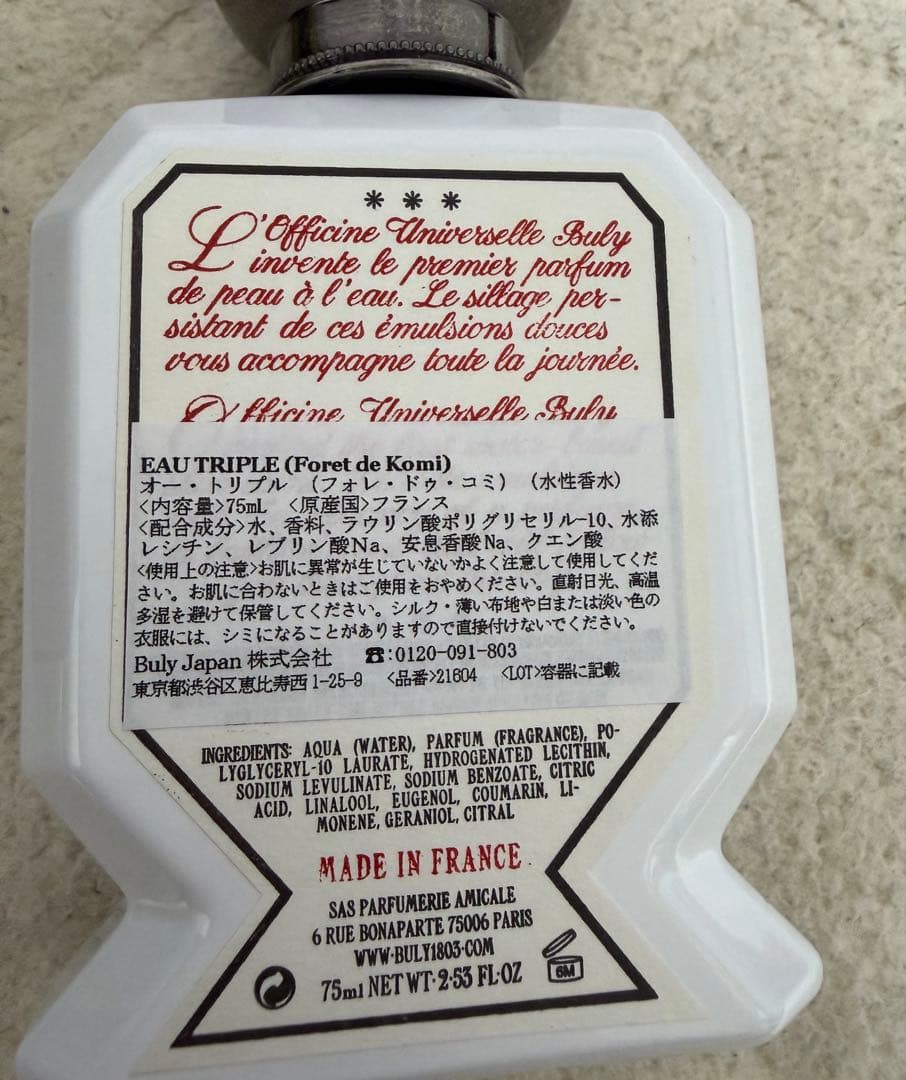 ***
L'Officine Universelle Buly
invente le premier parfum
de peau à l'eau. Le sillage per-
sistant de ces émulsions douces
vous accompagne toute la journée.
Officine Universelle Buly
EAU TRIPLE (Foret de Komi)
オー・トリプル （フォレ・ドゥ・コミ）（水性香水）
<内容量>75mL <原産国>フランス
<配合成分>水、香料、ラウリン酸ポリグリセリル-10、水添
レシチン、レブリン酸Na、安息香酸Na、クエン酸
<使用上の注意>お肌に異常が生じていないかよく注意して使用してくだ
さい。お肌に合わないときはご使用をおやめください。直射日光、高温
多湿を避けて保管してください。シルク・薄い布地や白または淡い色の
衣服には、シミになることがありますので直接付けないでください。
Buly Japan 株式会社 ☎:0120-091-803
東京都渋谷区恵比寿西1-25-9 <品番>21604 <LOT>容器に記載
INGREDIENTS: AQUA (WATER), PARFUM (FRAGRANCE), PO-
LYGLYCERYL-10 LAURATE, HYDROGENATED LECITHIN,
SODIUM LEVULINATE, SODIUM BENZOATE, CITRIC
ACID, LINALOOL, EUGENOL, COUMARIN, LI-
MONENE, GERANIOL, CITRAL
MADE IN FRANCE
SAS PARFUMERIE AMICALE
6 RUE BONAPARTE 75006 PARIS
WWW·BULY1803·COM
75ml NET WT·2·53 FL·OZ
6M